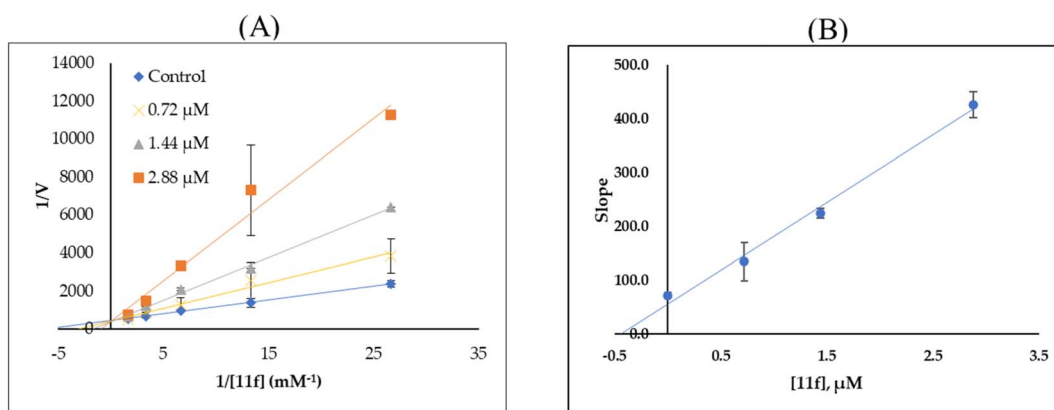 (A)
14000
12000
10000
8000
6000
4000
2000
0
1/V
Control
0.72 μM
1.44 μM
2.88 μM
-5 5 15 25 35
1/[11f] (mM⁻¹)
(B)
500.0
400.0
300.0
200.0
100.0
0.0
Slope
-0.5 0.5 1.5 2.5 3.5
[11f], μM